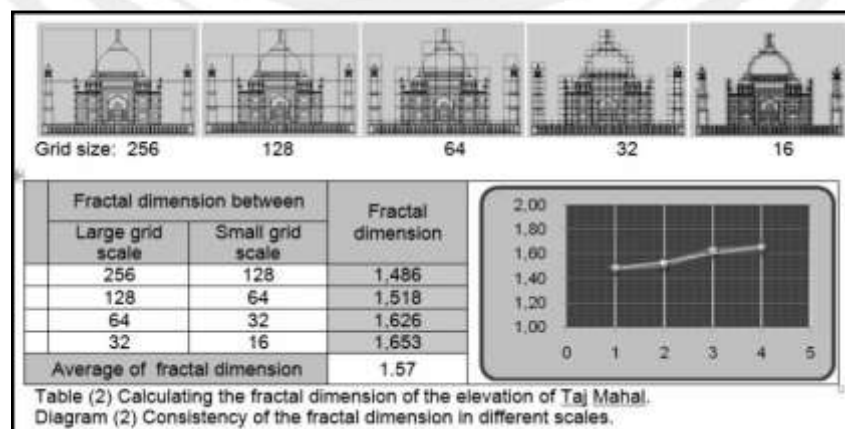 Grid size: 256 128 64 32 16
Fractal dimension between Fractal dimension
Large grid scale Small grid scale
256 128 1,486
128 64 1,518
64 32 1,626
32 16 1,653
Average of fractal dimension 1.57
2,00
1,80
1,60
1,40
1,20
1,00
0 1 2 3 4 5
Table (2) Calculating the fractal dimension of the elevation of Taj Mahal.
Diagram (2) Consistency of the fractal dimension in different scales.